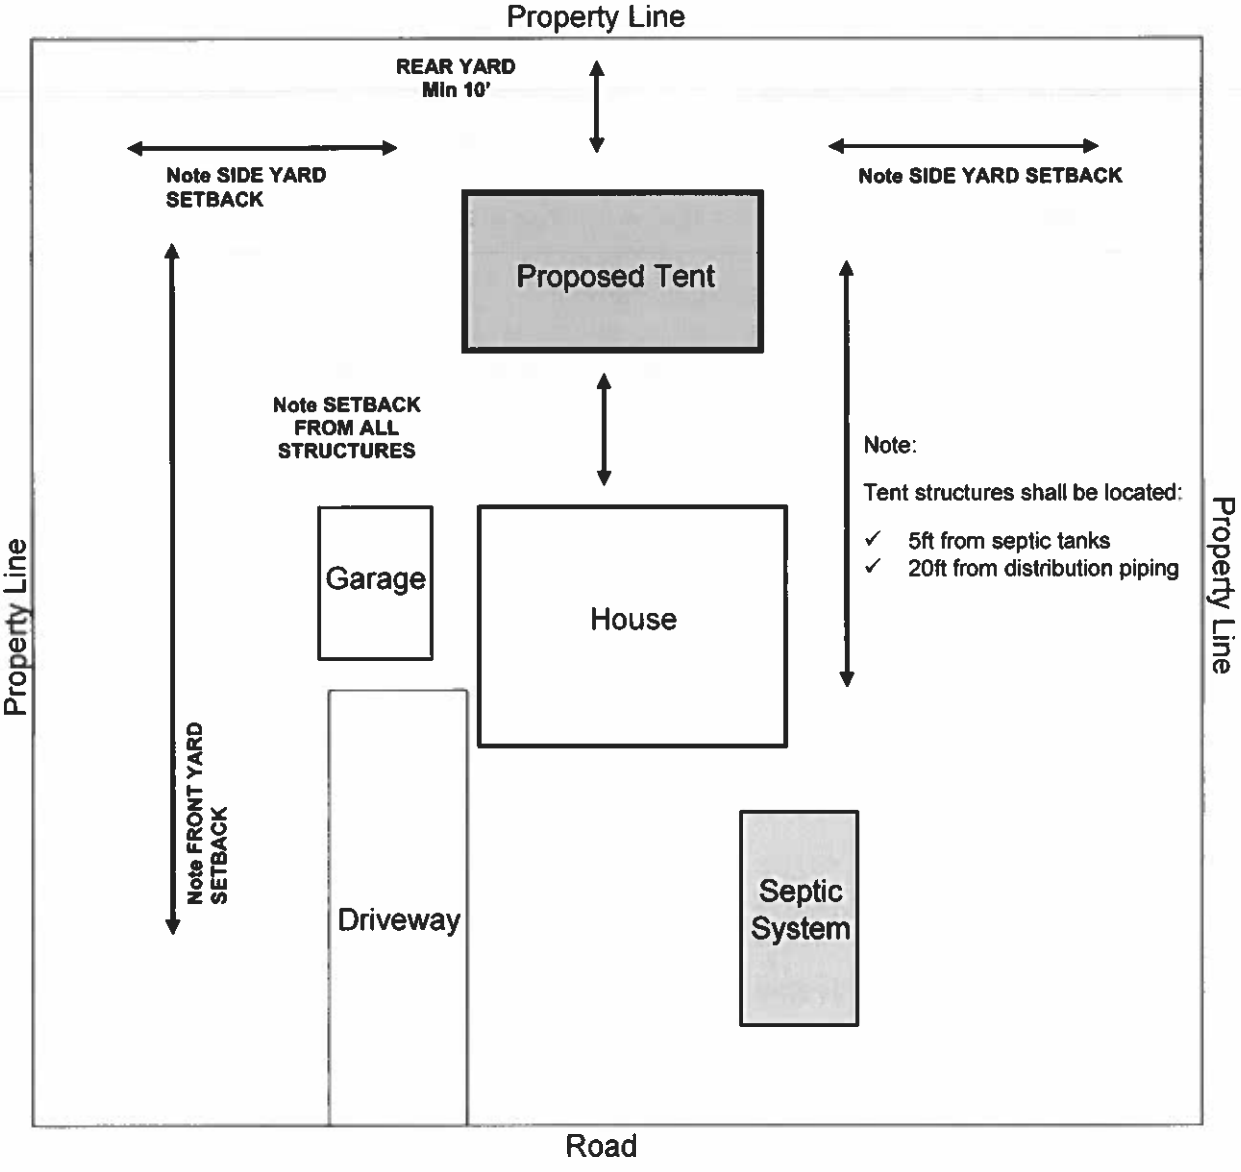 Property Line
REAR YARD
Min 10'
Note SIDE YARD
SETBACK
Note SIDE YARD SETBACK
Proposed Tent
Note SETBACK
FROM ALL
STRUCTURES
Note:
Tent structures shall be located:
✓ 5ft from septic tanks
✓ 20ft from distribution piping
Property Line
Property Line
Garage
House
Note FRONT YARD
SETBACK
Driveway
Septic
System
Road